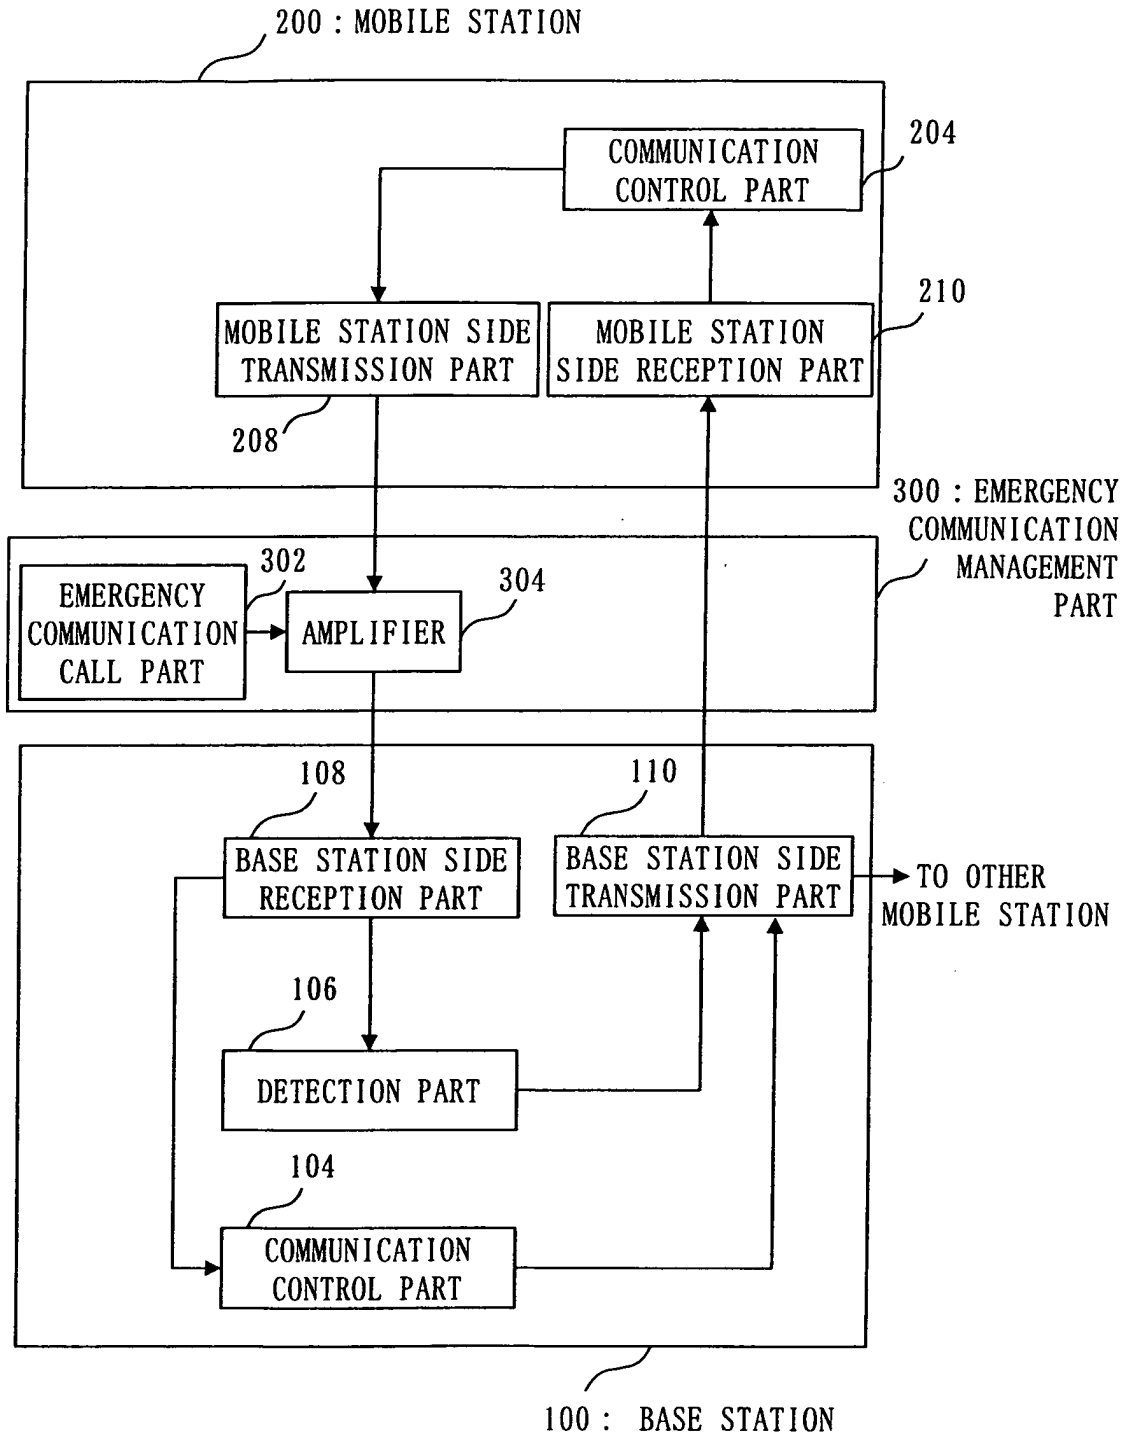 200 : MOBILE STATION
COMMUNICATION
CONTROL PART
204
MOBILE STATION SIDE
TRANSMISSION PART
208
MOBILE STATION
SIDE RECEPTION PART
210
300 : EMERGENCY
COMMUNICATION
MANAGEMENT
PART
302
EMERGENCY
COMMUNICATION
CALL PART
304
AMPLIFIER
108
BASE STATION SIDE
RECEPTION PART
110
BASE STATION SIDE
TRANSMISSION PART
TO OTHER
MOBILE STATION
106
DETECTION PART
104
COMMUNICATION
CONTROL PART
100 : BASE STATION